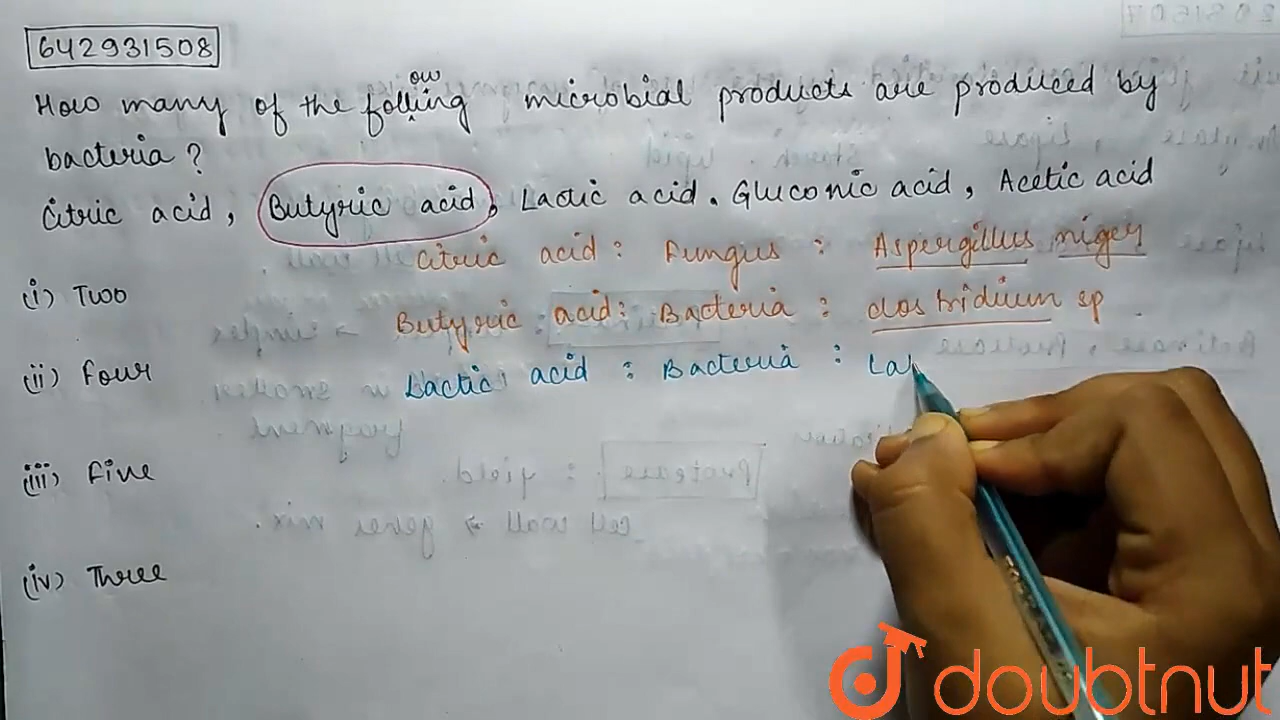 642931508
How many of the folling microbial products are produced by
ow
bacteria?
Citric acid, Butyric acid, Lactic acid. Gluconic acid, Acetic acid
Citric acid: Fungus : Aspergillus niger
(i) Two
Butyric acid: Bacteria : clostridium sp.
(ii) Four
Lactic acid : Bacteria : La
(iii) Five
(iv) Three
doubtnut